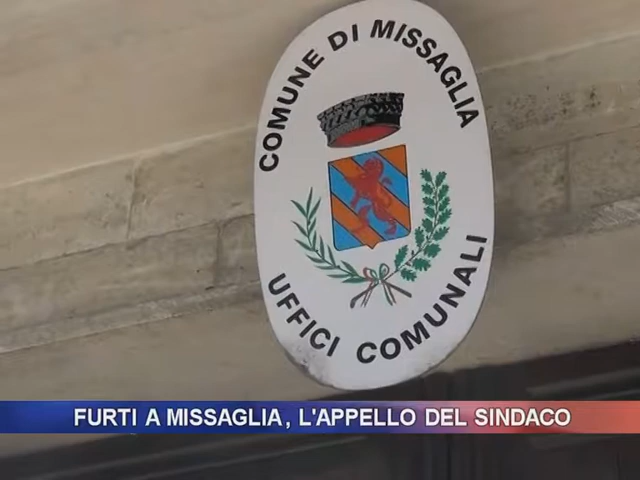 COMUNE DI MISSAGLIA
UFFICI COMUNALI
FURTI A MISSAGLIA, L'APPELLO DEL SINDACO